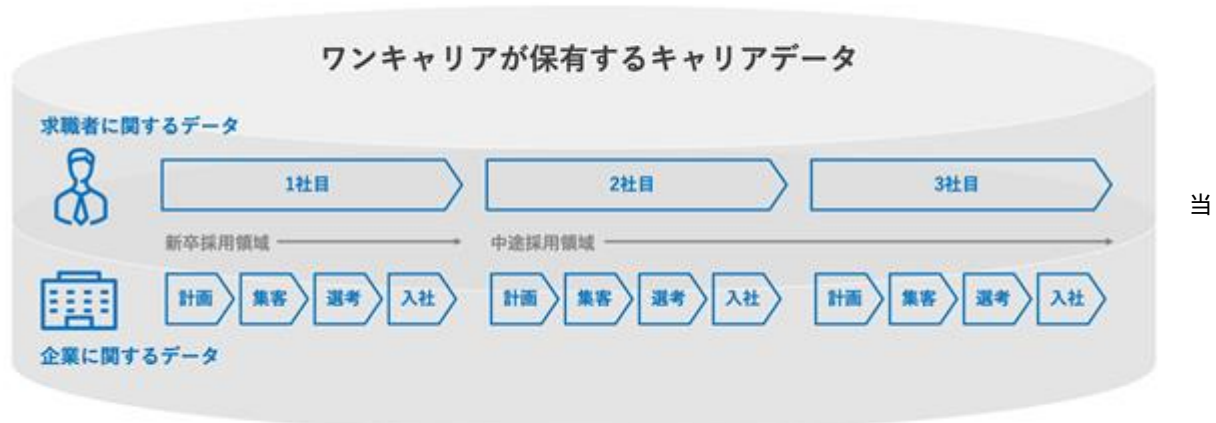 ワンキャリアが保有するキャリアデータ
求職者に関するデータ
1社目 2社目 3社目
当
新卒採用領域 中途採用領域
計画 集客 選考 入社 計画 集客 選考 入社 計画 集客 選考 入社
企業に関するデータ